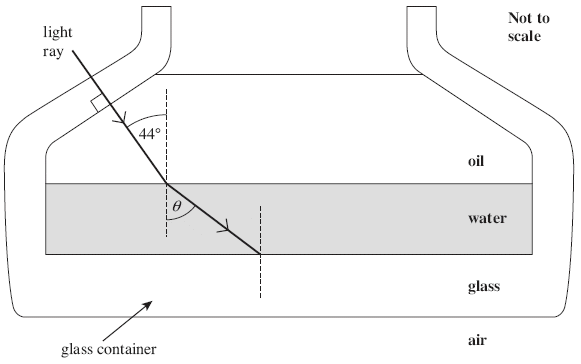 light
ray
Not to
scale
44°
oil
θ
water
glass
air
glass container